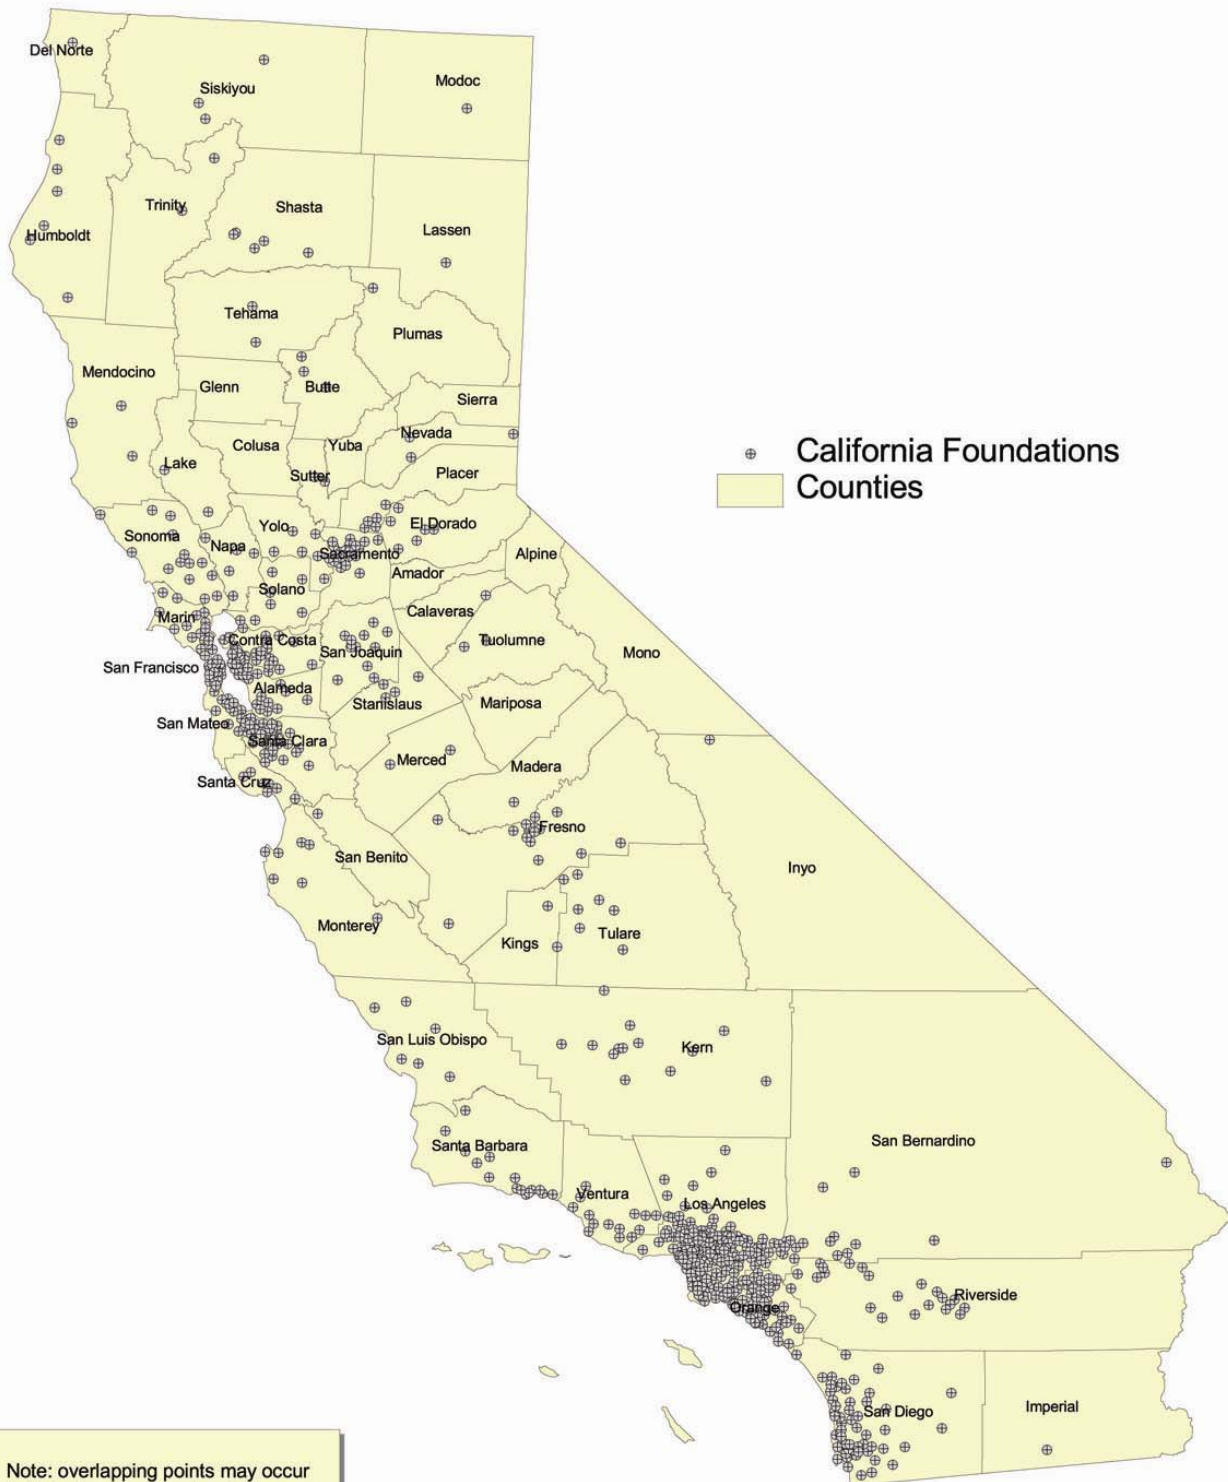 Del Norte
Siskiyou
Modoc
Trinity
Shasta
Humboldt
Lassen
Tehama
Plumas
Mendocino
Glenn
Butte
Sierra
Colusa
Yuba
Nevada
Lake
Sutter
Placer
California Foundations
Counties
Sonoma
Yolo
El Dorado
Napa
Sacramento
Alpine
Amador
Solano
Calaveras
Marin
Contra Costa
Tuolumne
San Joaquin
Mono
San Francisco
Alameda
Stanislaus
Mariposa
San Mateo
Santa Clara
Merced
Madera
Santa Cruz
Fresno
San Benito
Inyo
Monterey
Kings
Tulare
San Luis Obispo
Kern
San Bernardino
Santa Barbara
Ventura
Los Angeles
Riverside
Orange
San Diego
Imperial
Note: overlapping points may occur